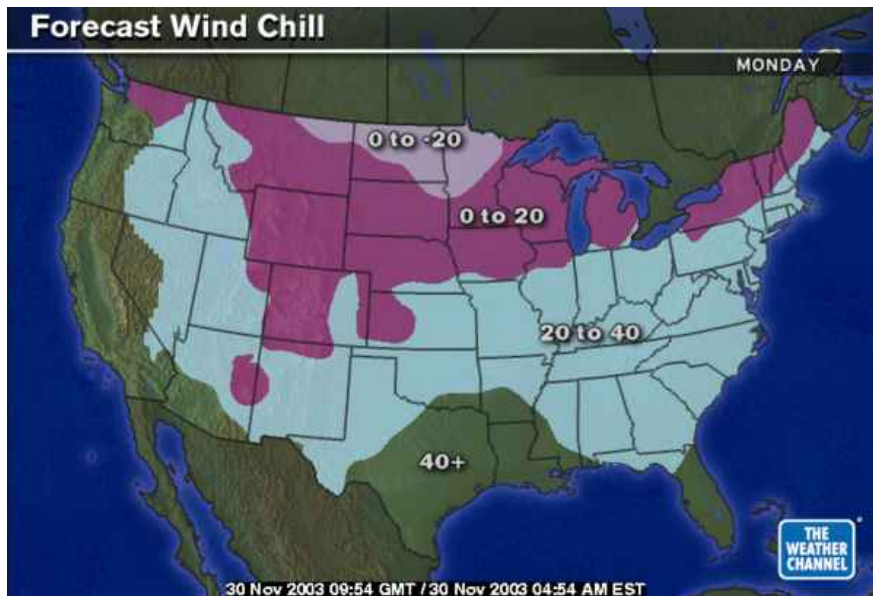 Forecast Wind Chill
MONDAY
0 to -20
0 to 20
20 to 40
40+
THE
WEATHER
CHANNEL
30 Nov 2003 09:54 GMT / 30 Nov 2003 04:54 AM EST